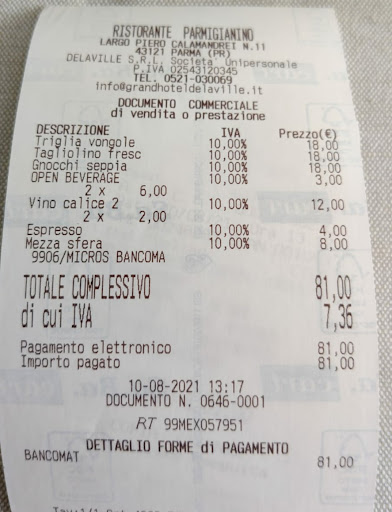 RISTORANTE PARMIGIANINO
LARGO PIERO CALAMANDREI N.11
43121 PARMA (PR)
DELAVILLE S.R.L. Societa' Unipersonale
P.IVA 02543120345
TEL. 0521-030069
info@grandhoteldelaville.it
DOCUMENTO COMMERCIALE
di vendita o prestazione
DESCRIZIONE IVA Prezzo(€)
Triglia vongole 10,00% 18,00
Tagliolino fresc 10,00% 18,00
Gnocchi seppia 10,00% 18,00
OPEN BEVERAGE 10,00% 3,00
2 x 6,00
Vino calice 2 10,00% 12,00
2 x 2,00
Espresso 10,00% 4,00
Mezza sfera 10,00% 8,00
9906/MICROS BANCOMA
TOTALE COMPLESSIVO 81,00
di cui IVA 7,36
Pagamento elettronico 81,00
Importo pagato 81,00
10-08-2021 13:17
DOCUMENTO N. 0646-0001
RT 99MEX057951
DETTAGLIO FORME di PAGAMENTO
BANCOMAT 81,00